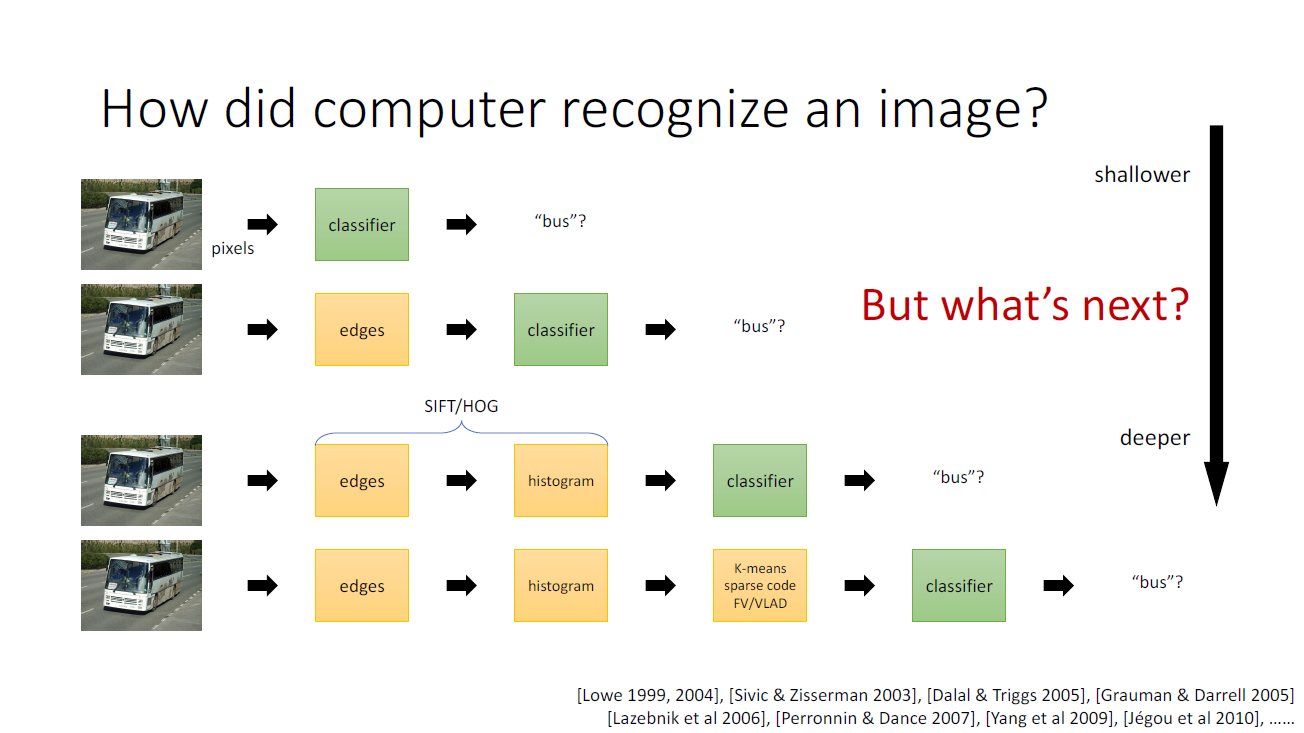 How did computer recognize an image?
shallower
pixels
classifier
“bus”?
edges
classifier
“bus”?
But what’s next?
SIFT/HOG
deeper
edges
histogram
classifier
“bus”?
edges
histogram
K-means
sparse code
FV/VLAD
classifier
“bus”?
[Lowe 1999, 2004], [Sivic & Zisserman 2003], [Dalal & Triggs 2005], [Grauman & Darrell 2005]
[Lazebnik et al 2006], [Perronnin & Dance 2007], [Yang et al 2009], [Jégou et al 2010], ……